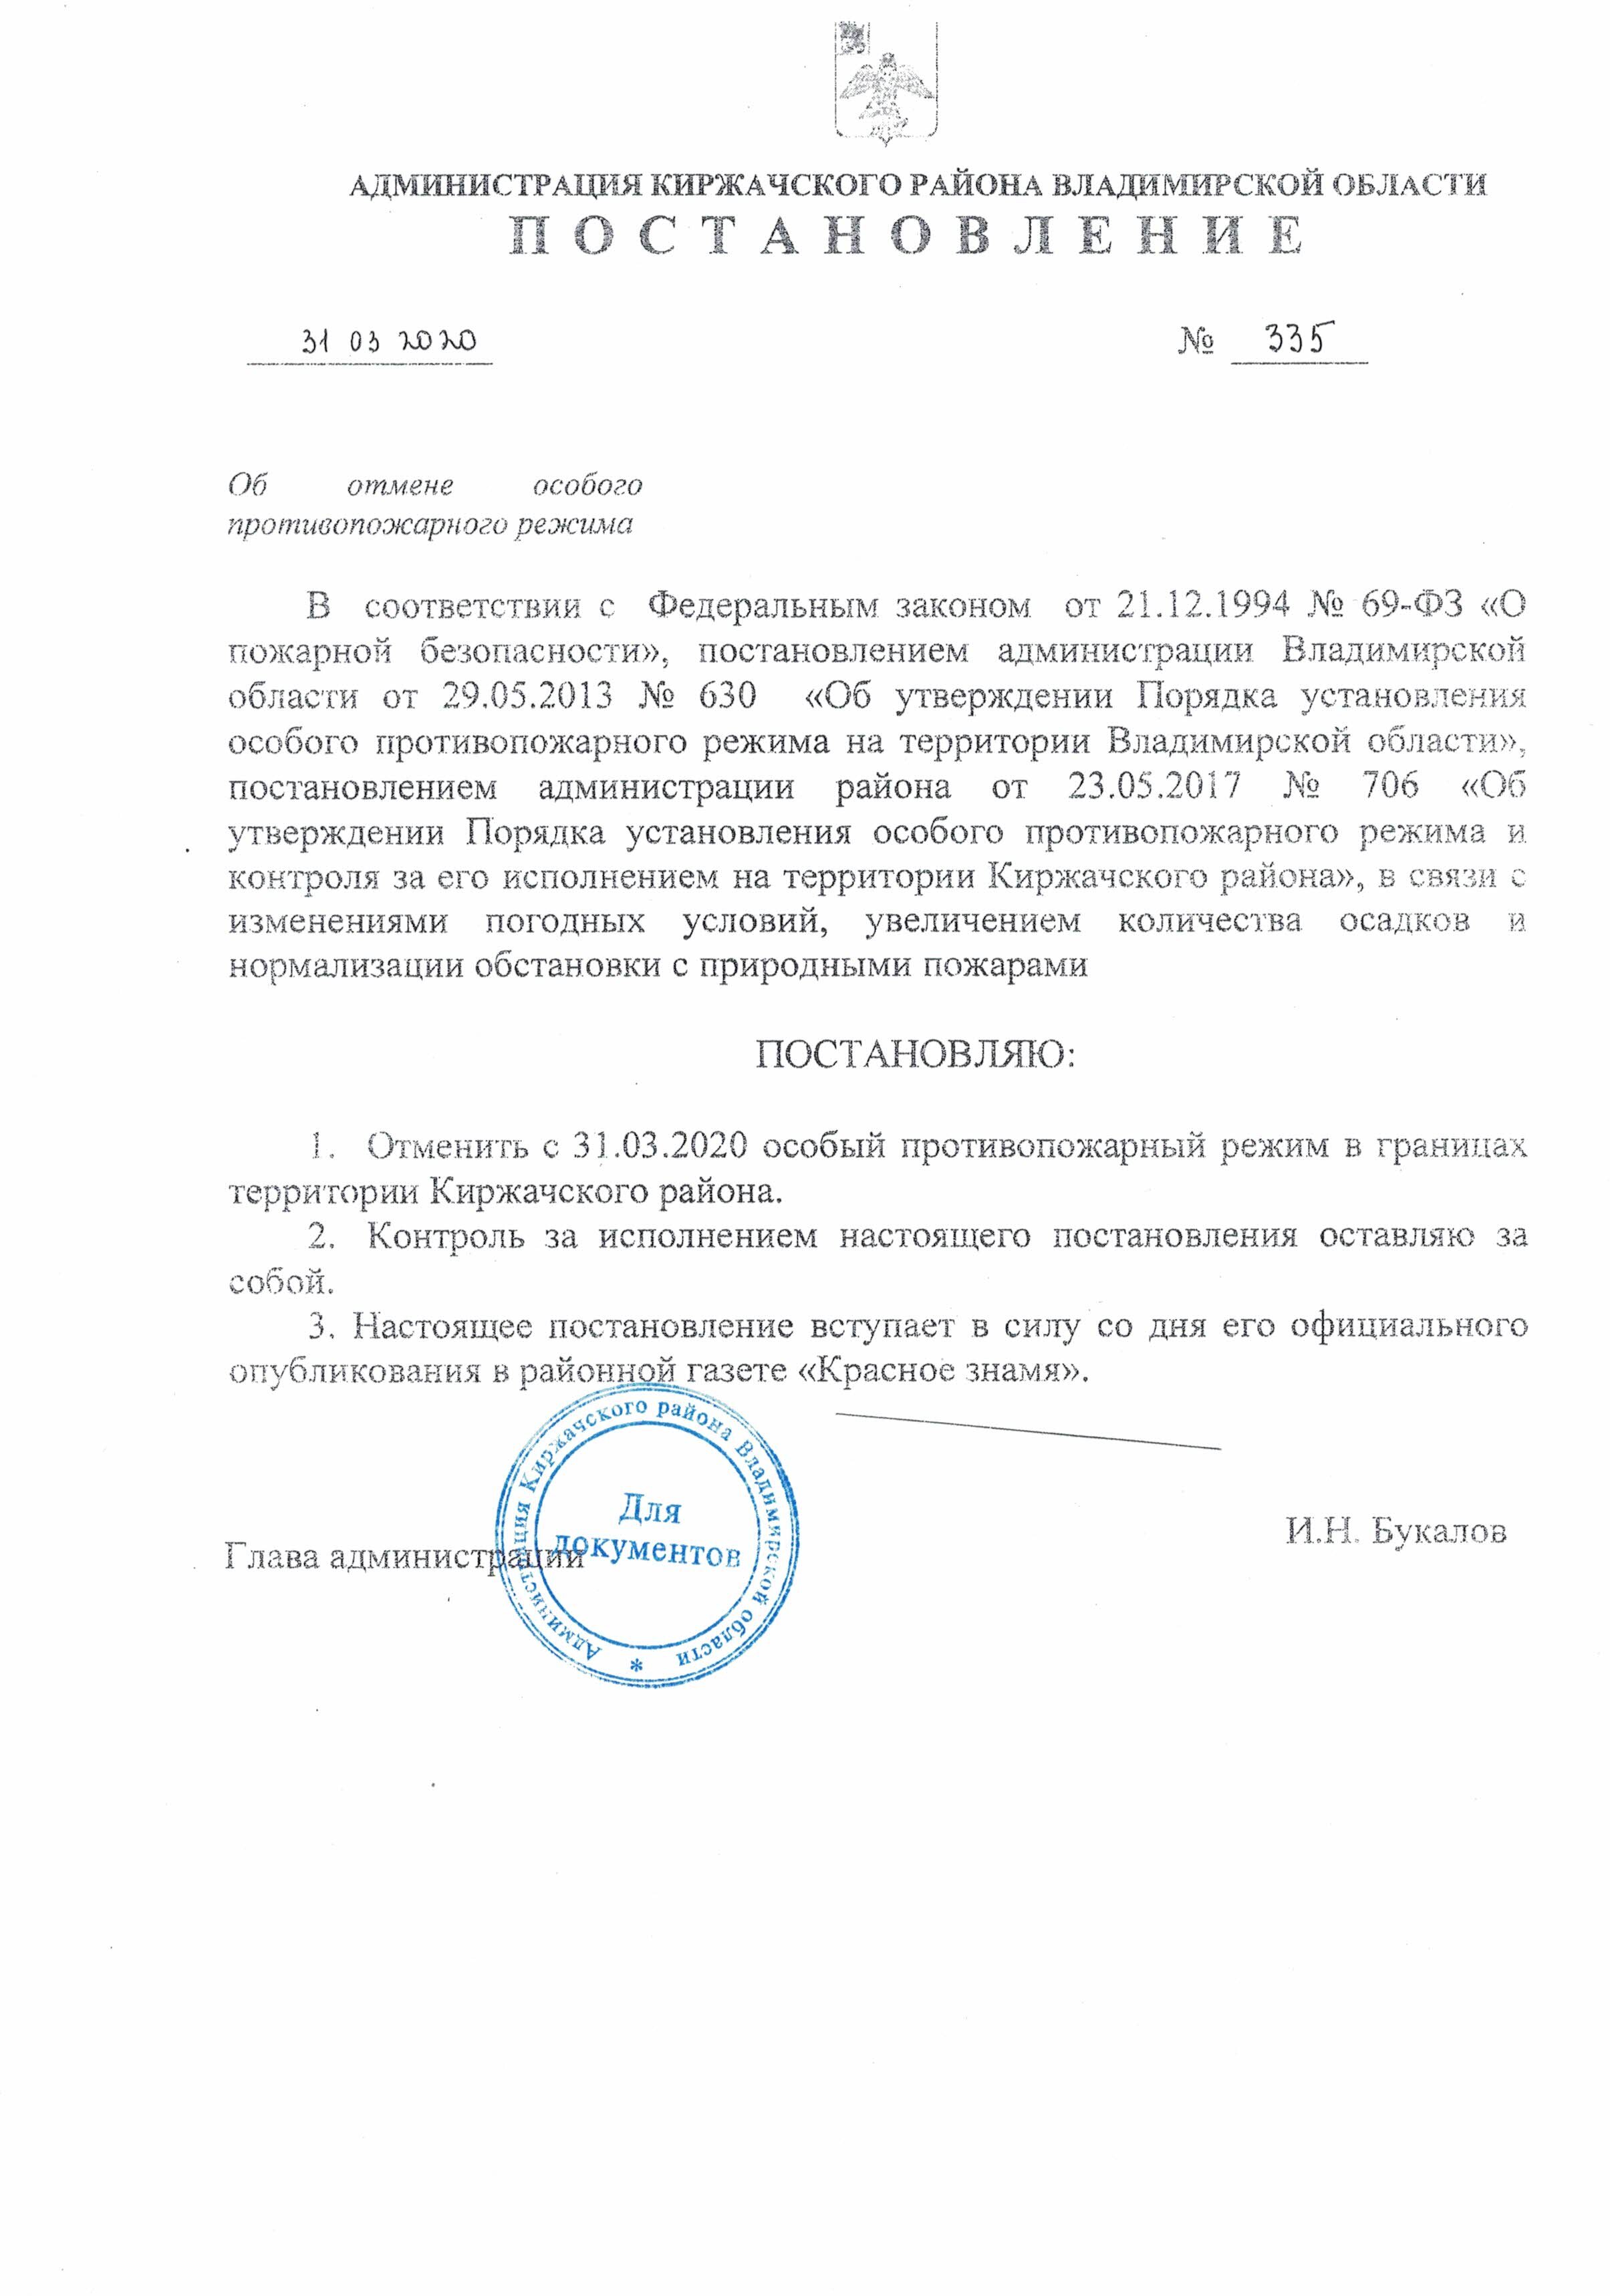 АДМИНИСТРАЦИЯ КИРЖАЧСКОГО РАЙОНА ВЛАДИМИРСКОЙ ОБЛАСТИ
П О С Т А Н О В Л Е Н И Е
31 03 2020 № 335
Об отмене особого
противопожарного режима
В соответствии с Федеральным законом от 21.12.1994 № 69-ФЗ «О
пожарной безопасности», постановлением администрации Владимирской
области от 29.05.2013 № 630 «Об утверждении Порядка установления
особого противопожарного режима на территории Владимирской области»,
постановлением администрации района от 23.05.2017 № 706 «Об
утверждении Порядка установления особого противопожарного режима и
контроля за его исполнением на территории Киржачского района», в связи с
изменениями погодных условий, увеличением количества осадков и
нормализации обстановки с природными пожарами
ПОСТАНОВЛЯЮ:
1. Отменить с 31.03.2020 особый противопожарный режим в границах
территории Киржачского района.
2. Контроль за исполнением настоящего постановления оставляю за
собой.
3. Настоящее постановление вступает в силу со дня его официального
опубликования в районной газете «Красное знамя».
Глава администрации
И.Н. Букалов
Администрация Киржачского района Владимирской области *
Для
документов